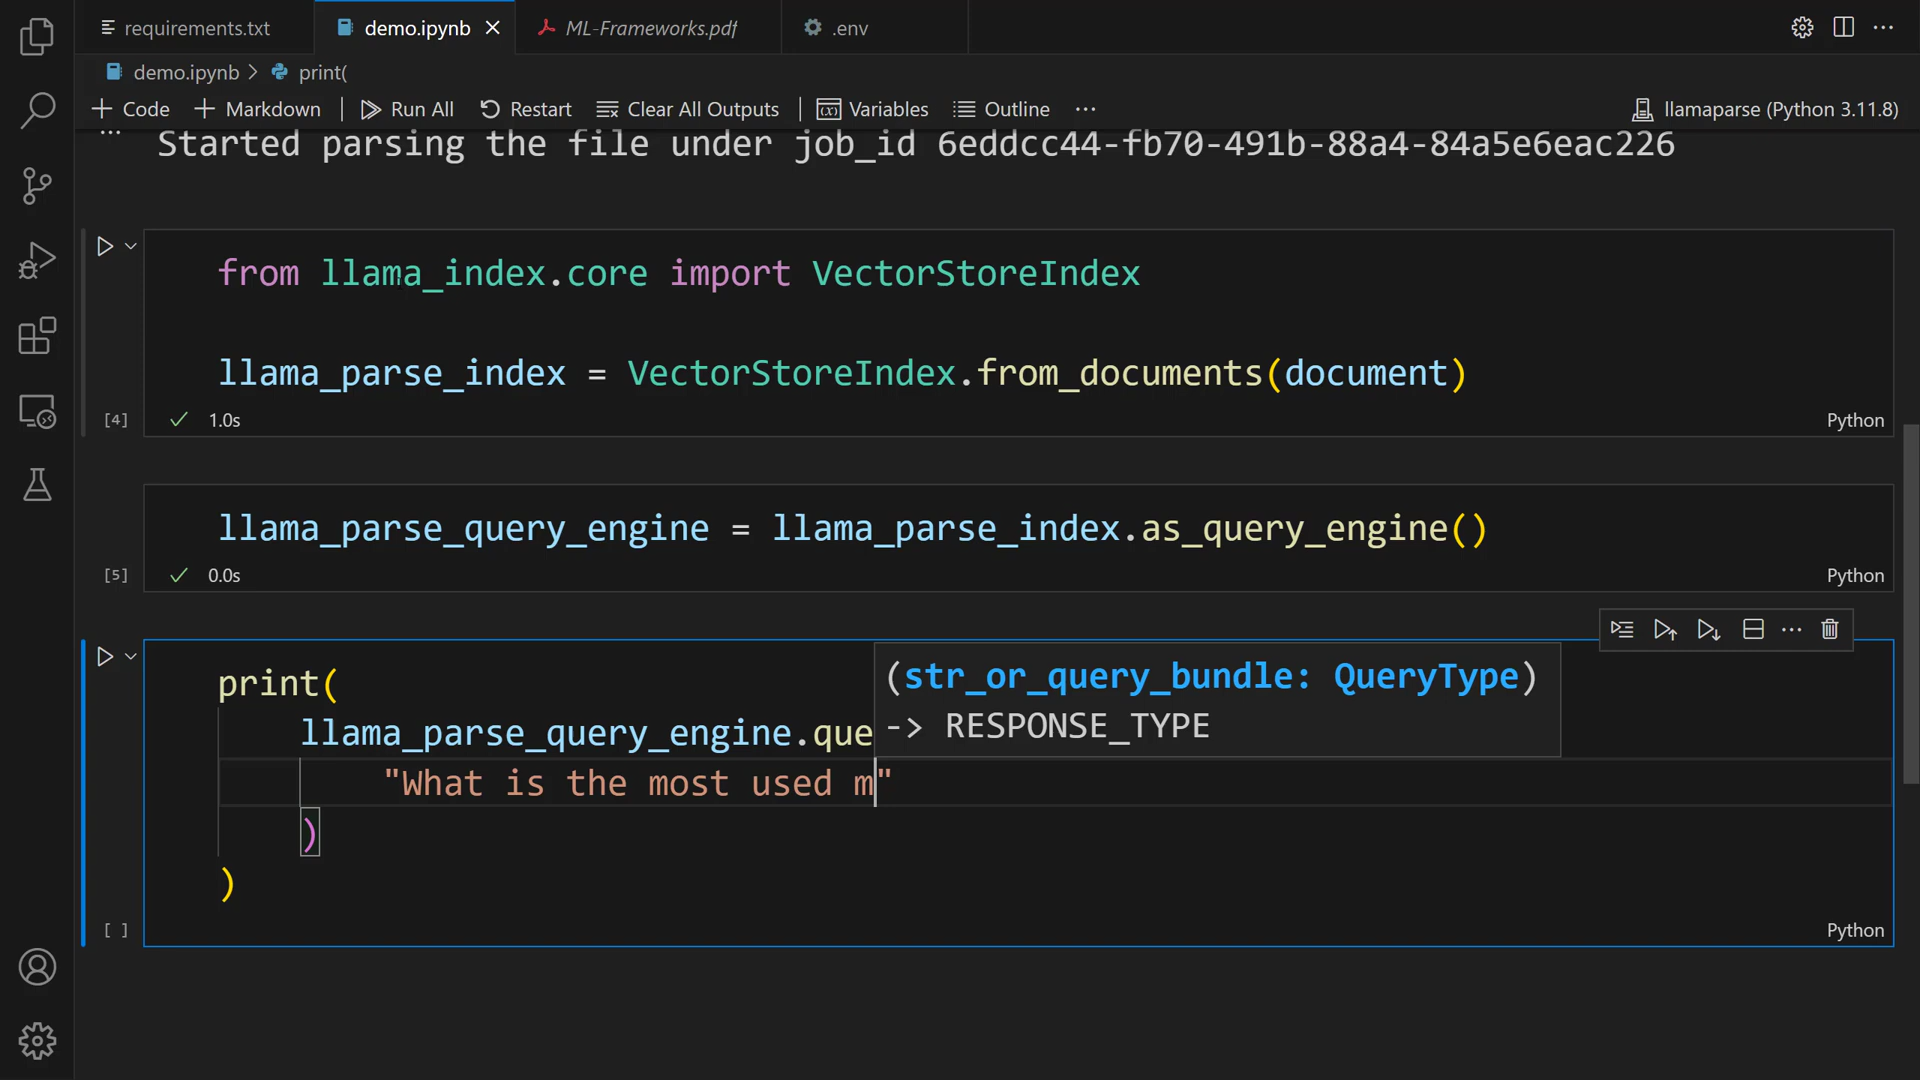 requirements.txt
demo.ipynb
ML-Frameworks.pdf
.env
demo.ipynb > print(
Code
Markdown
Run All
Restart
Clear All Outputs
Variables
Outline
llamaparse (Python 3.11.8)
Started parsing the file under job_id 6eddcc44-fb70-491b-88a4-84a5e6eac226
from llama_index.core import VectorStoreIndex
llama_parse_index = VectorStoreIndex.from_documents(document)
[4]
1.0s
Python
llama_parse_query_engine = llama_parse_index.as_query_engine()
[5]
0.0s
Python
print(
(str_or_query_bundle: QueryType)
-> RESPONSE_TYPE
llama_parse_query_engine.que
"What is the most used m"
)
)
[ ]
Python